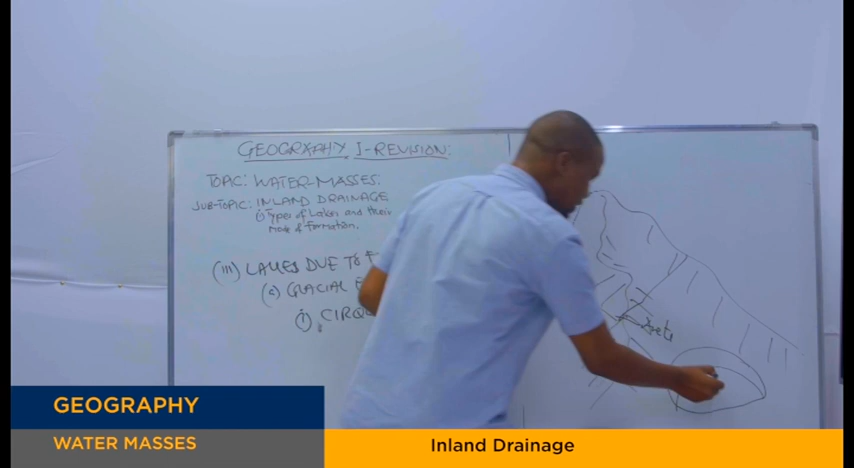 GEOGRAPHY I-REVISION:
TOPIC: WATER MASSES.
SUB-TOPIC: INLAND DRAINAGE
(i) Types of Lakes and their
mode of Formation.
(III) LAKES DUE TO
(c) GLACIAL E
(i) CIRQU
GEOGRAPHY
WATER MASSES
Inland Drainage